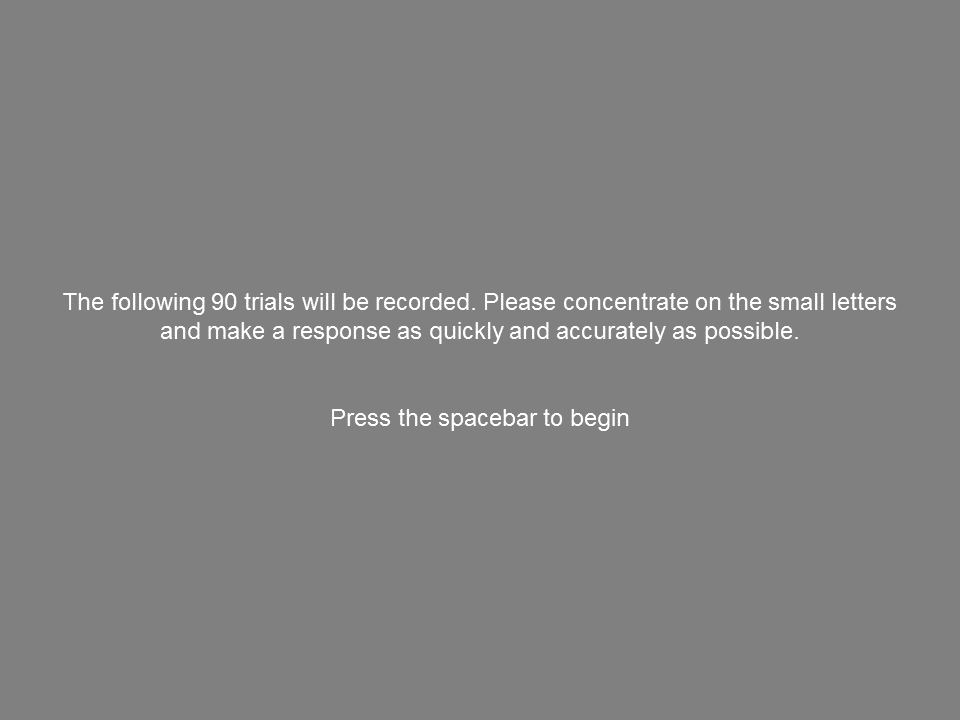 The following 90 trials will be recorded. Please concentrate on the small letters
and make a response as quickly and accurately as possible.
Press the spacebar to begin